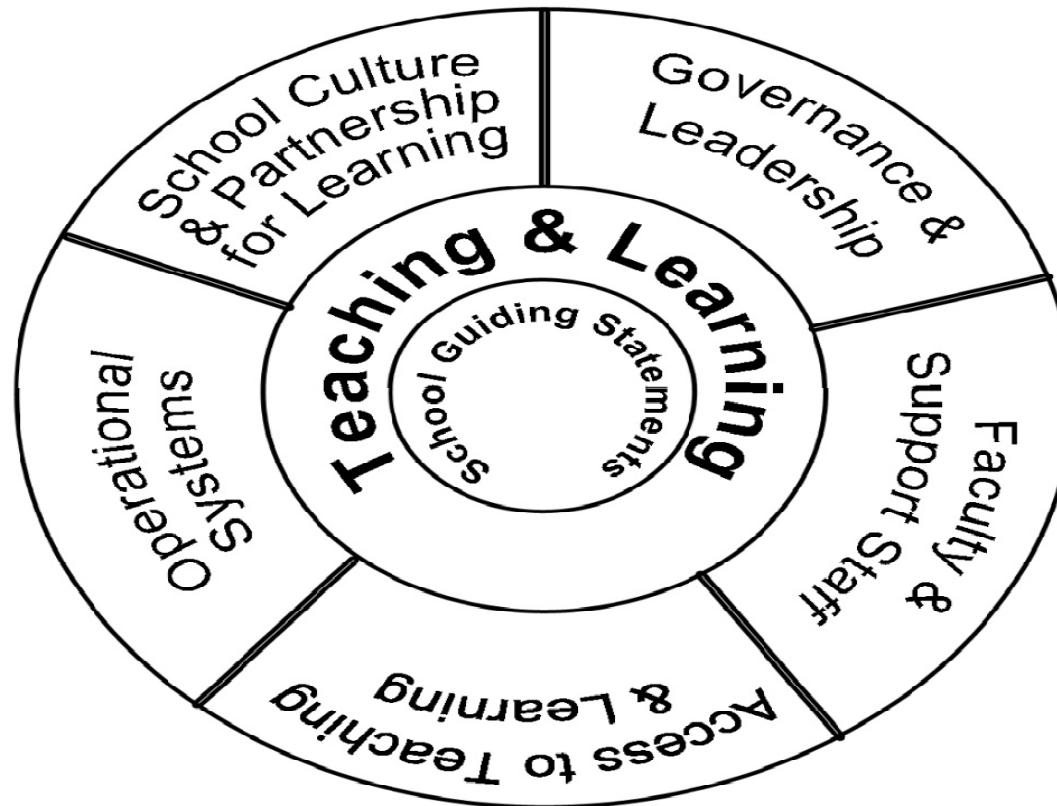 School Culture
& Partnership
for Learning
Governance &
Leadership
Faculty &
Support Staff
Access to Teaching
& Learning
Operational
Systems
Teaching & Learning
School Guiding Statements